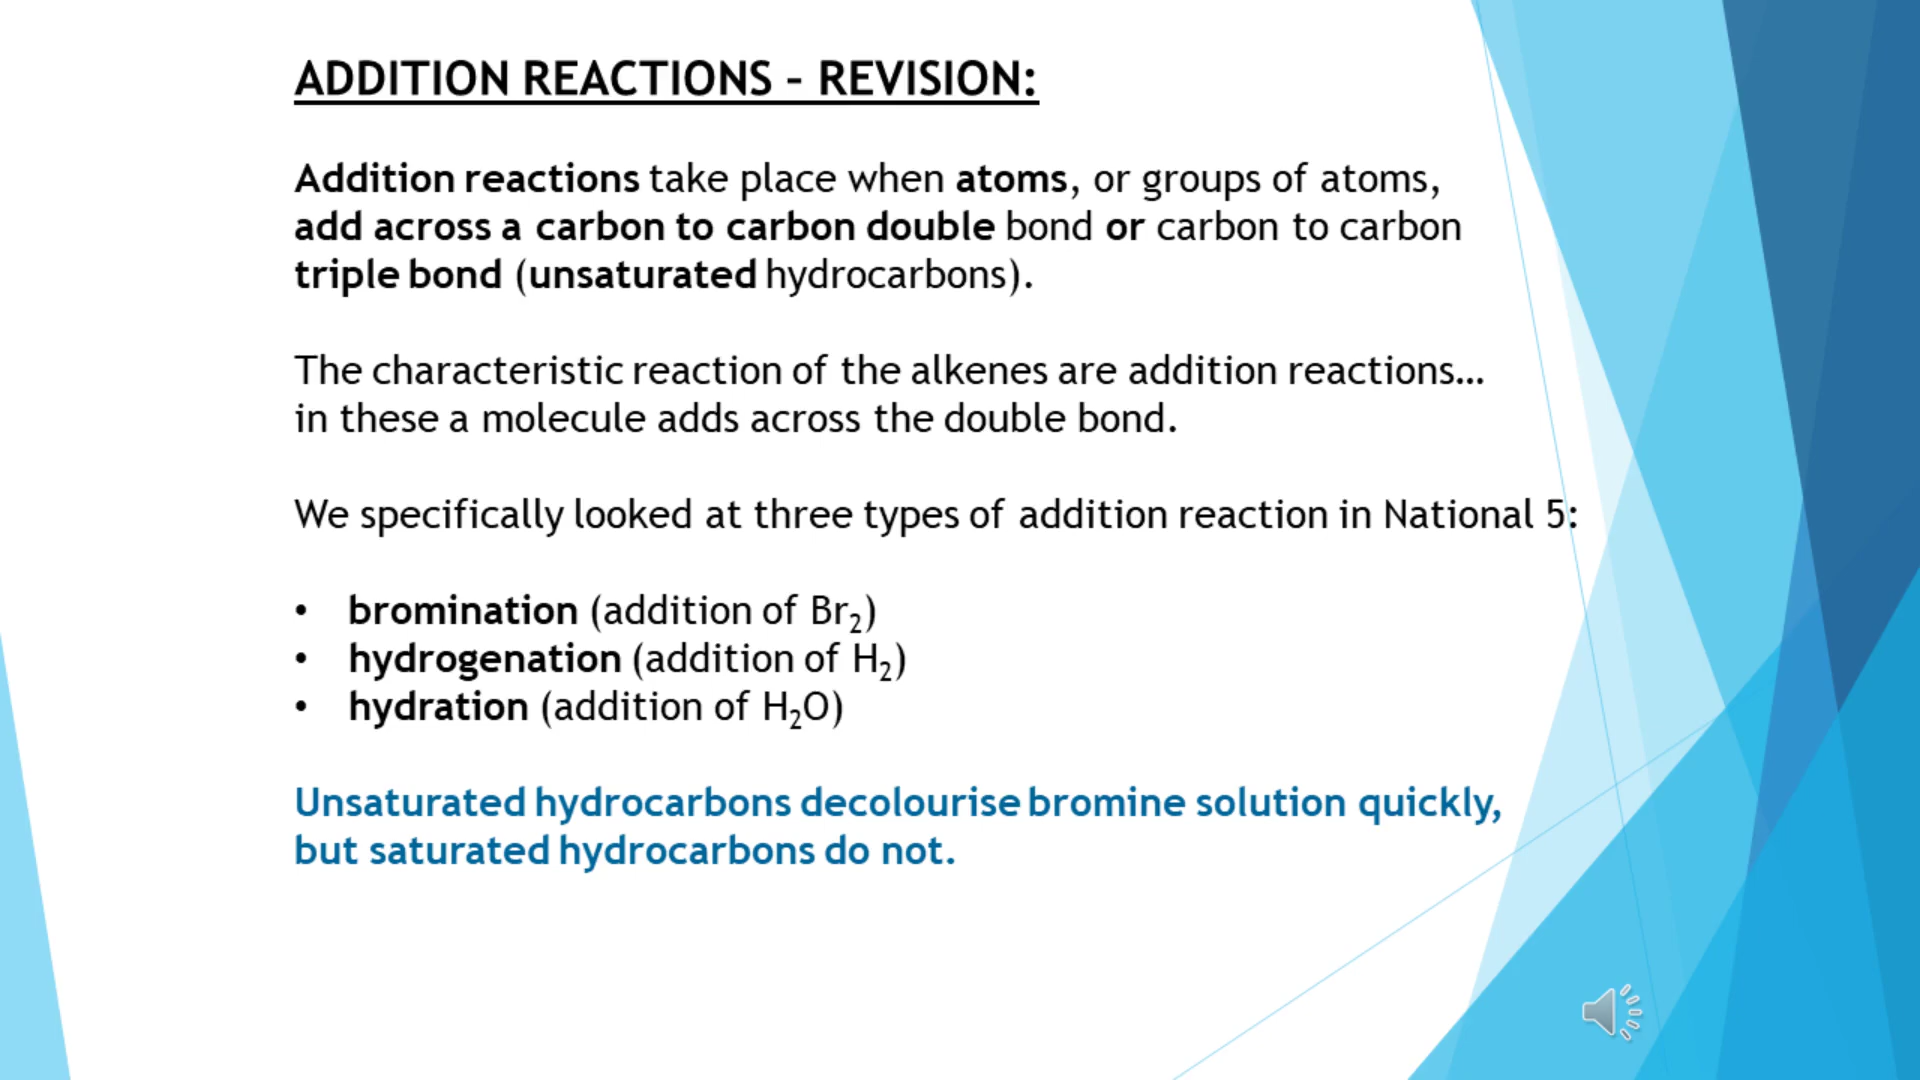 ADDITION REACTIONS – REVISION:
Addition reactions take place when atoms, or groups of atoms,
add across a carbon to carbon double bond or carbon to carbon
triple bond (unsaturated hydrocarbons).
The characteristic reaction of the alkenes are addition reactions…
in these a molecule adds across the double bond.
We specifically looked at three types of addition reaction in National 5:
• bromination (addition of Br₂)
• hydrogenation (addition of H₂)
• hydration (addition of H₂O)
Unsaturated hydrocarbons decolourise bromine solution quickly,
but saturated hydrocarbons do not.